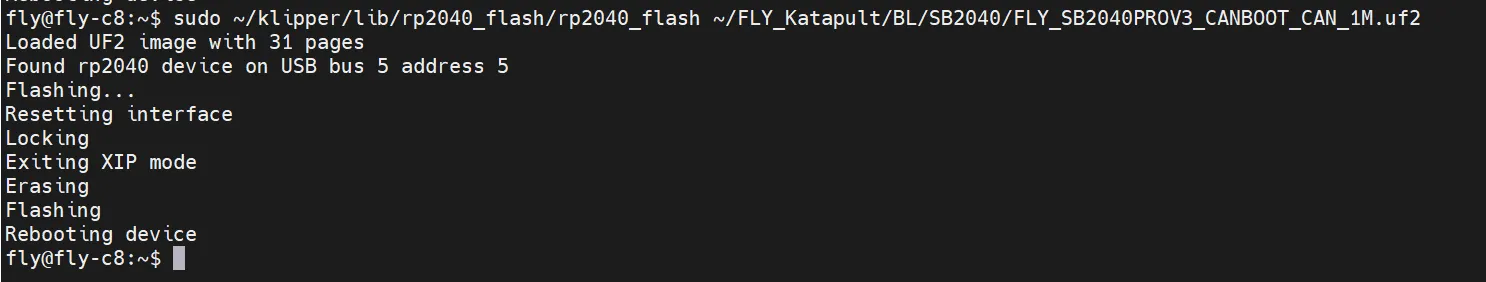 fly@fly-c8:~$ sudo ~/klipper/lib/rp2040_flash/rp2040_flash ~/FLY_Katapult/BL/SB2040/FLY_SB2040PROV3_CANBOOT_CAN_1M.uf2
Loaded UF2 image with 31 pages
Found rp2040 device on USB bus 5 address 5
Flashing...
Resetting interface
Locking
Exiting XIP mode
Erasing
Flashing
Rebooting device
fly@fly-c8:~$